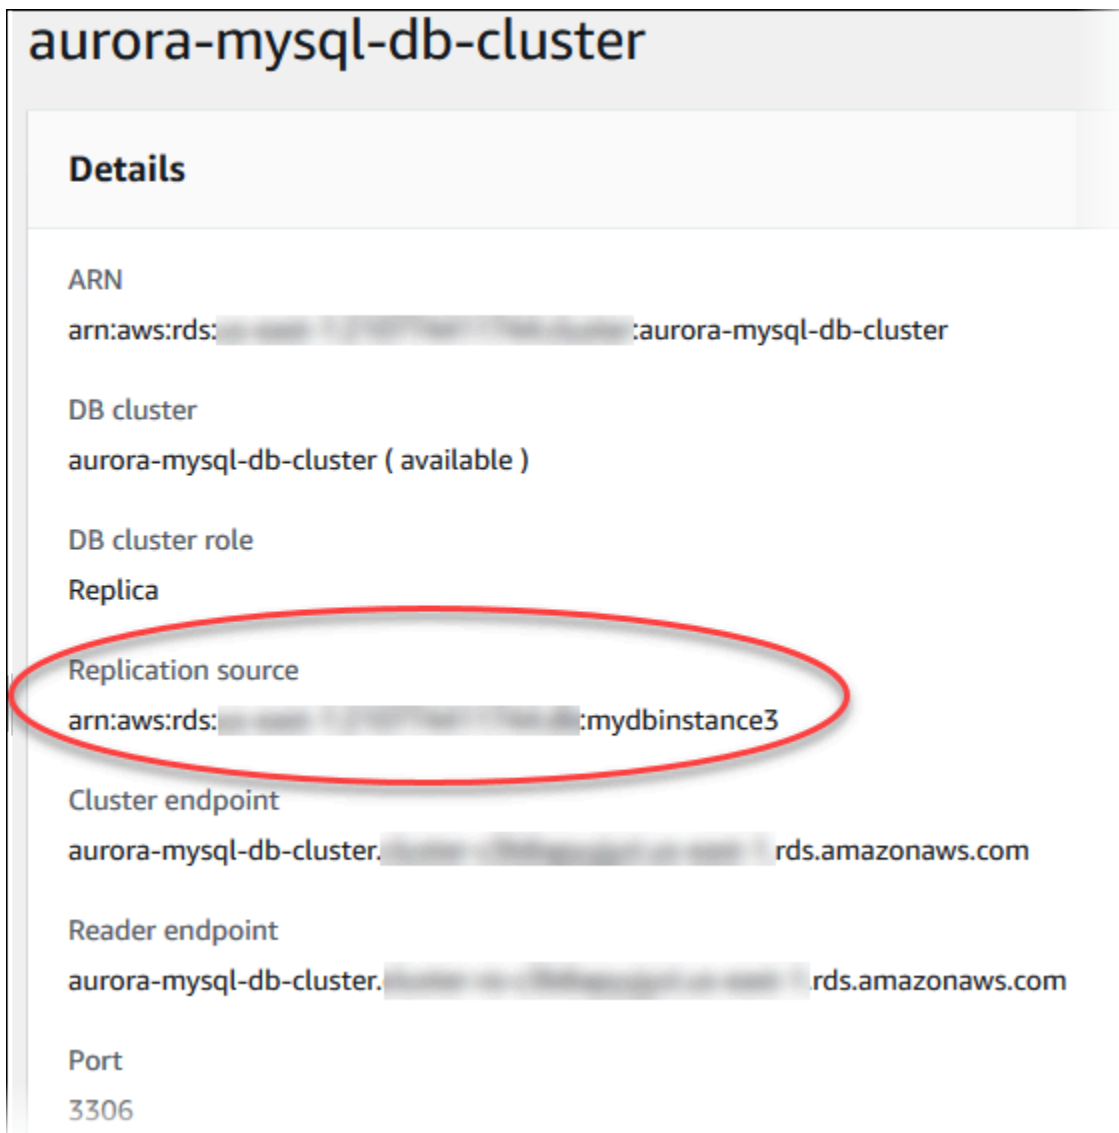 aurora-mysql-db-cluster
Details
ARN
arn:aws:rds: :aurora-mysql-db-cluster
DB cluster
aurora-mysql-db-cluster ( available )
DB cluster role
Replica
Replication source
arn:aws:rds: :mydbinstance3
Cluster endpoint
aurora-mysql-db-cluster. .rds.amazonaws.com
Reader endpoint
aurora-mysql-db-cluster. .rds.amazonaws.com
Port
3306